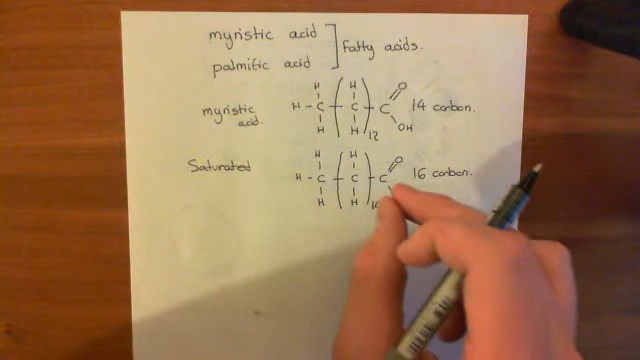 myristic acid
palmitic acid
Fatty acids.
myristic acid.
H H O
H - C - ( C ) - C 14 carbon.
H H 12 OH
Saturated
H H O
H - C - ( C ) - C 16 carbon.
H H